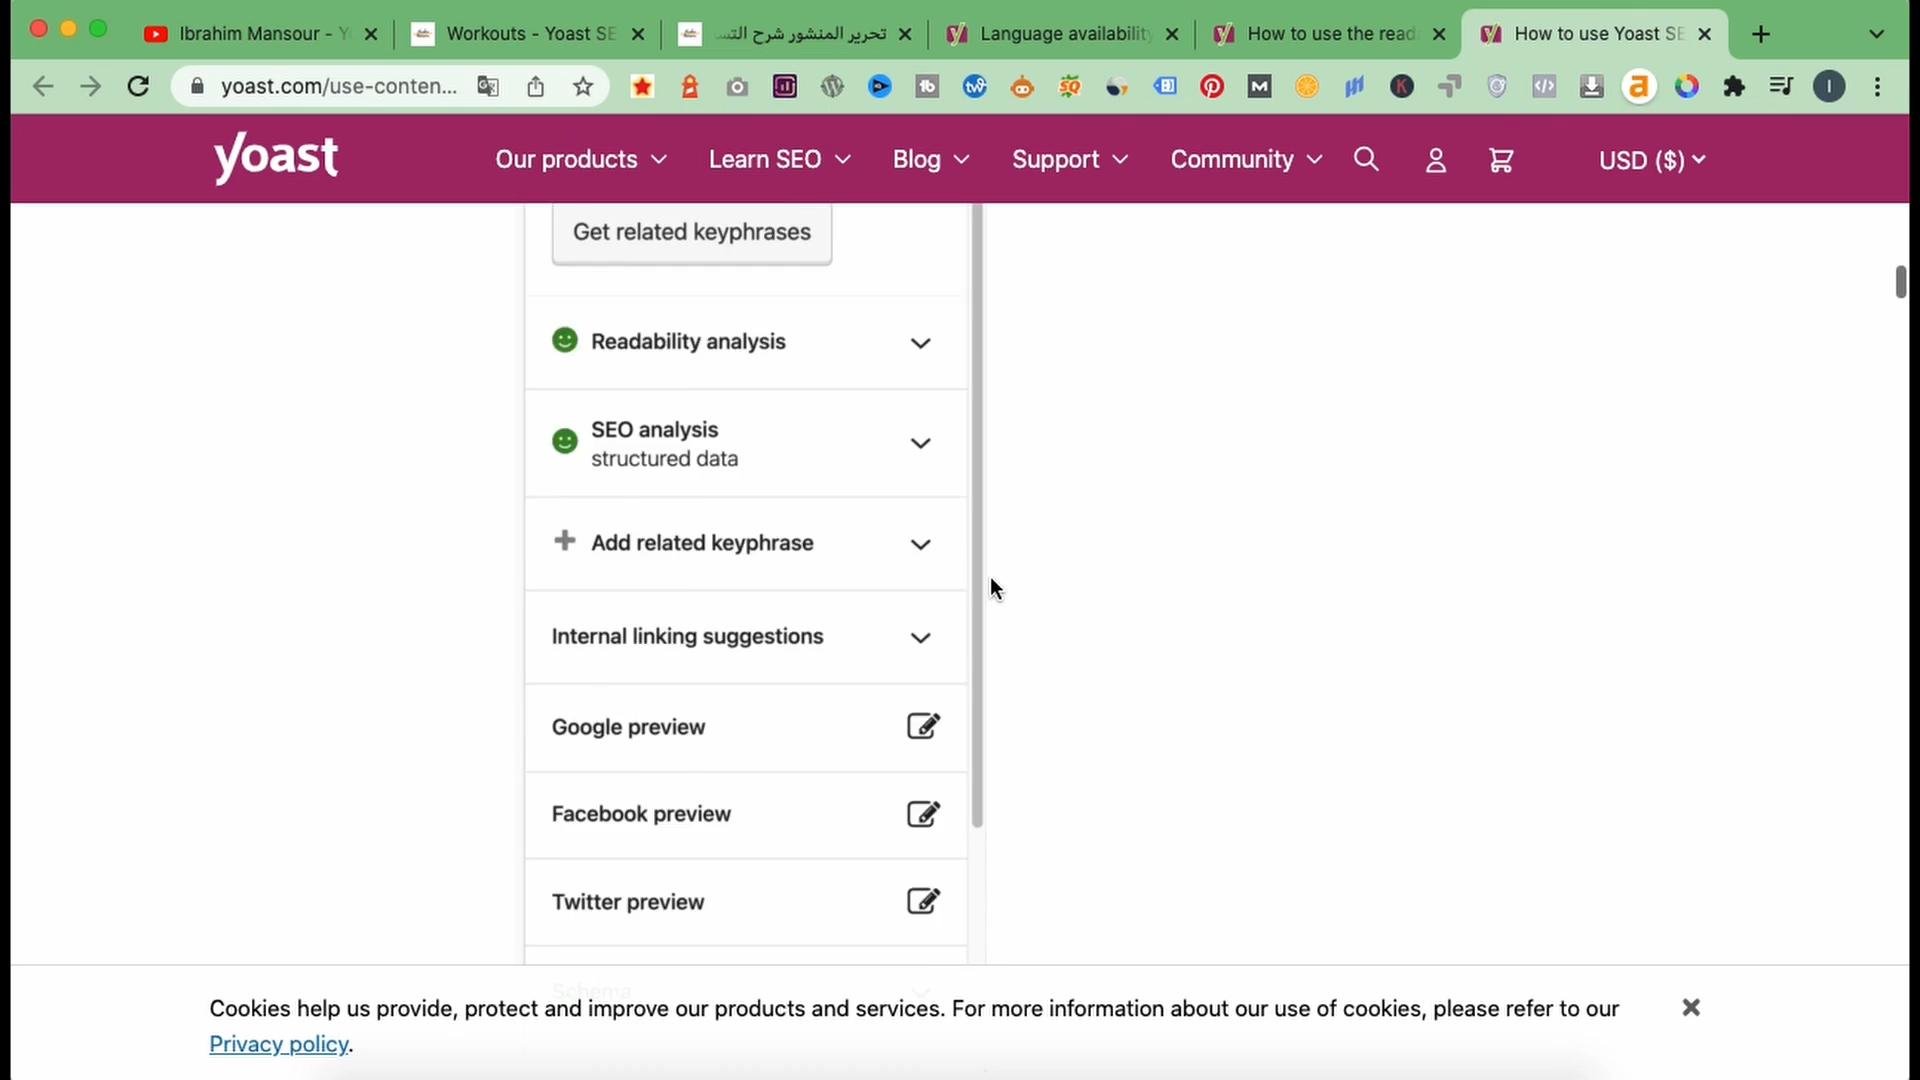 Ibrahim Mansour - Y
Workouts - Yoast SE
تحرير المنشور شرح التس
Language availability
How to use the read
How to use Yoast SE
yoast.com/use-conten...
yoast
Our products
Learn SEO
Blog
Support
Community
USD ($)
Get related keyphrases
Readability analysis
SEO analysis
structured data
Add related keyphrase
Internal linking suggestions
Google preview
Facebook preview
Twitter preview
Schema
Cookies help us provide, protect and improve our products and services. For more information about our use of cookies, please refer to our
Privacy policy.